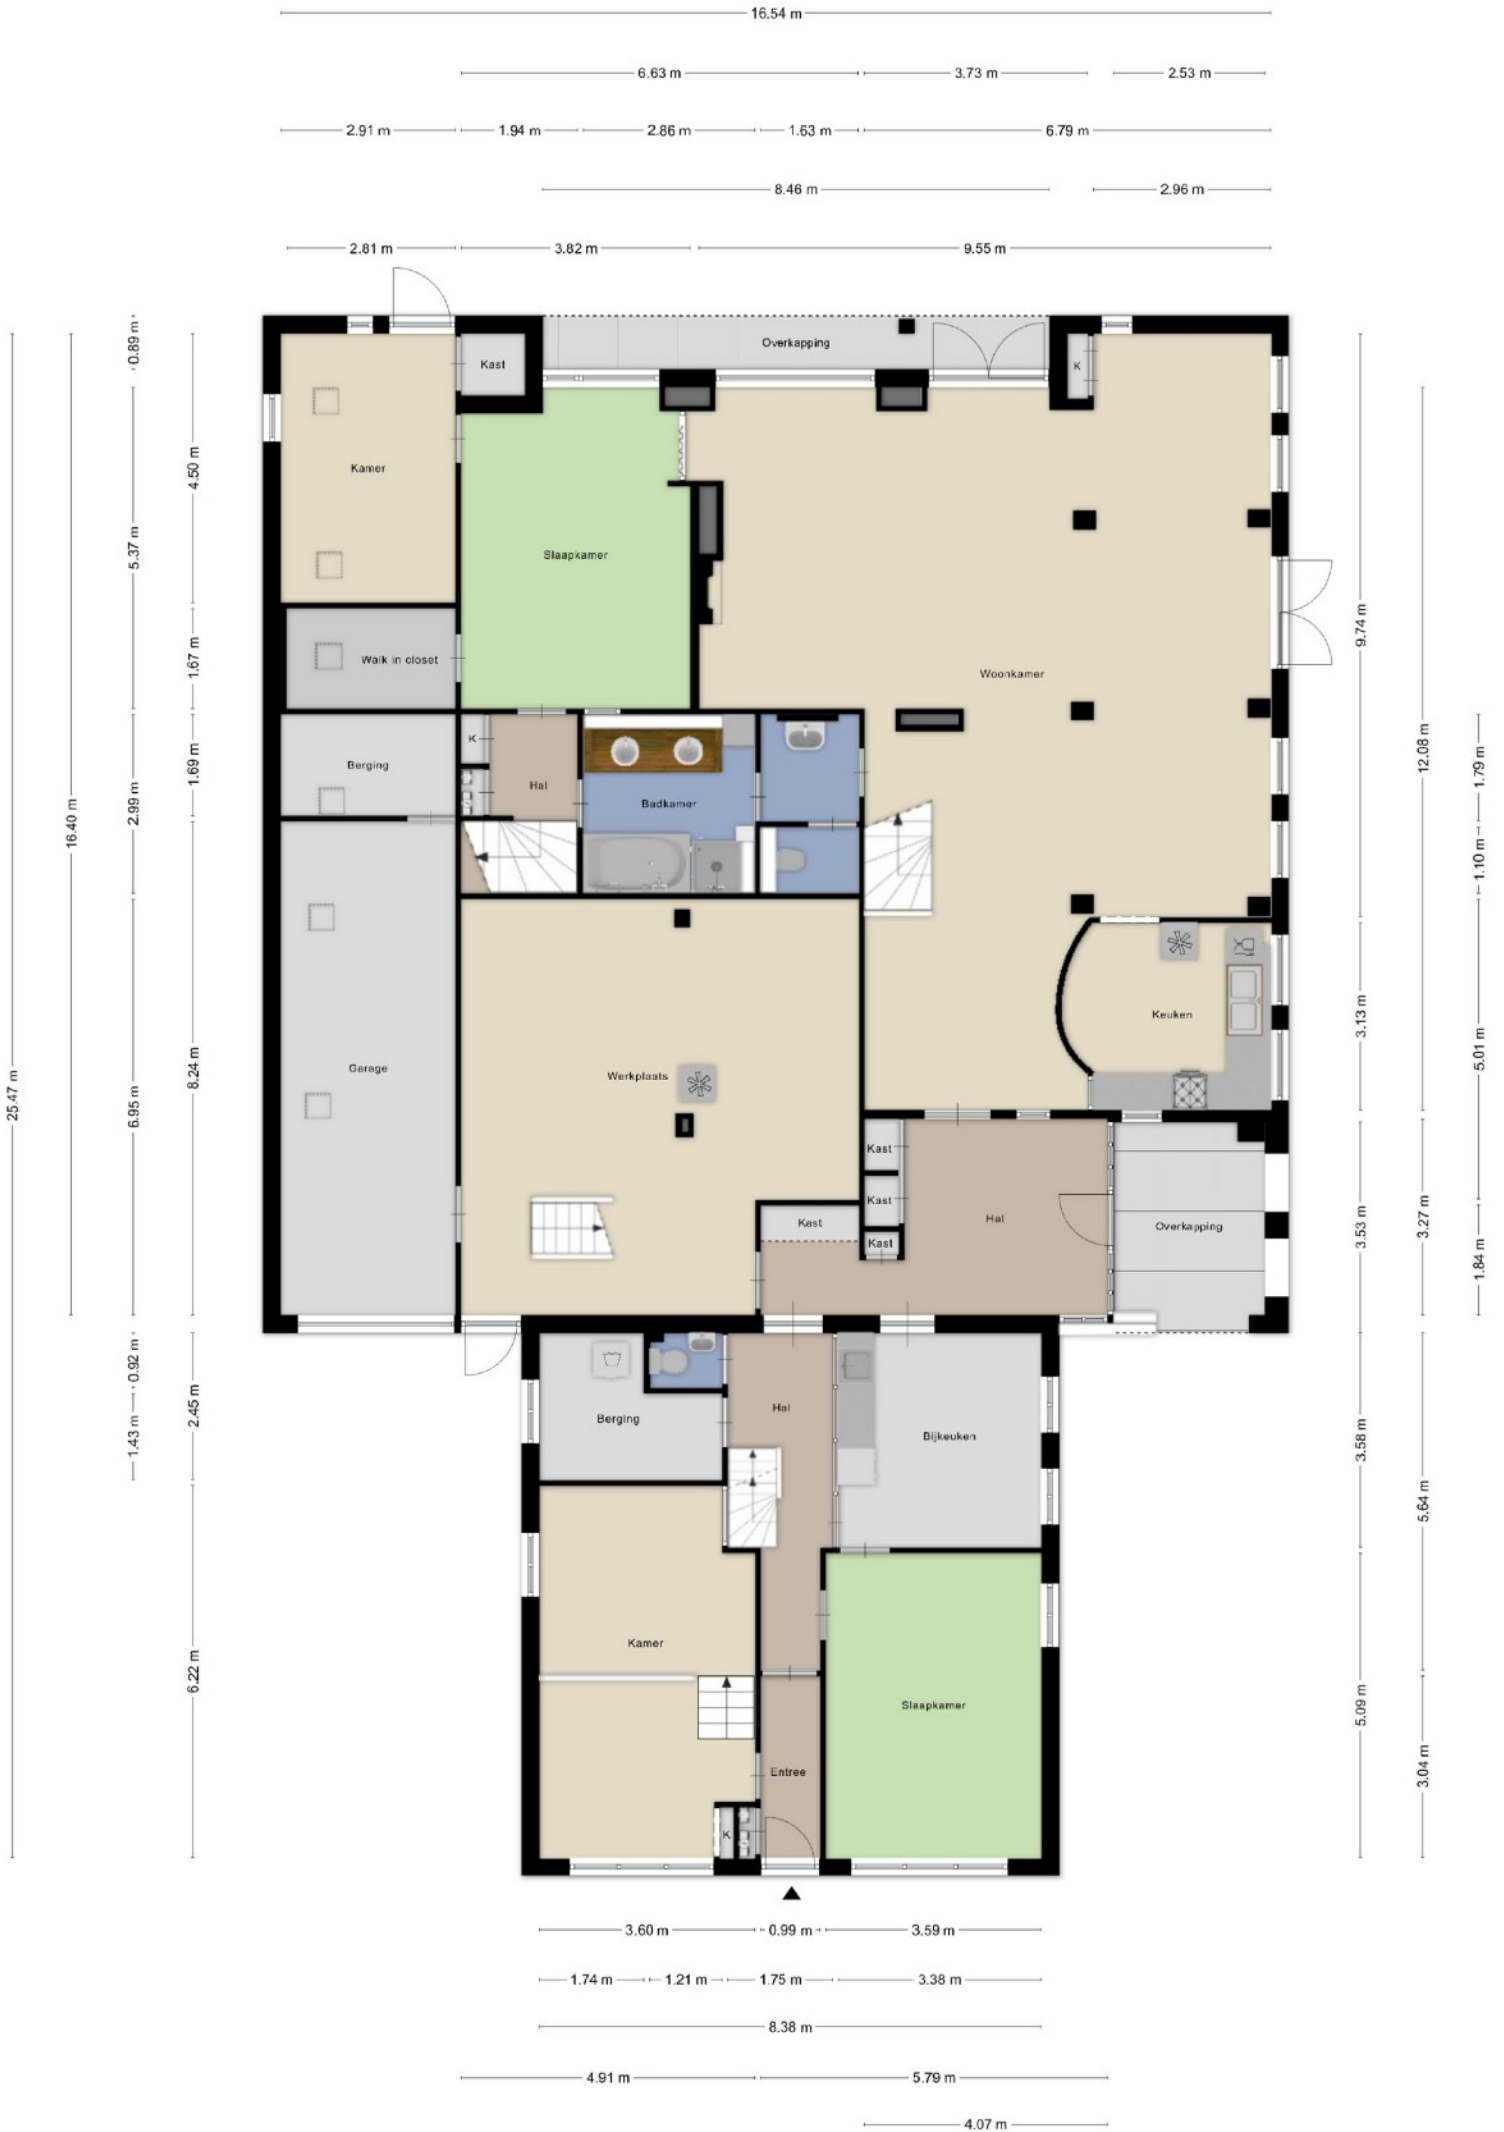 16.54 m
6.63 m
3.73 m
2.53 m
2.91 m
1.94 m
2.86 m
1.63 m
6.79 m
8.46 m
2.96 m
2.81 m
3.82 m
9.55 m
0.89 m
Overkapping
Kast
K
4.50 m
Kamer
5.37 m
Slaapkamer
9.74 m
1.67 m
Walk in closet
Woonkamer
12.08 m
1.69 m
Berging
K
Hal
Badkamer
1.79 m
2.99 m
16.40 m
1.10 m
Keuken
5.01 m
3.13 m
Garage
Werkplaats
8.24 m
25.47 m
6.95 m
Kast
Kast
Kast
Kast
Hal
Overkapping
3.53 m
3.27 m
1.84 m
0.92 m
2.45 m
1.43 m
Berging
Hal
Bijkeuken
3.58 m
5.64 m
Kamer
6.22 m
Slaapkamer
5.09 m
Entree
3.04 m
K
3.60 m
0.99 m
3.59 m
1.74 m
1.21 m
1.75 m
3.38 m
8.38 m
4.91 m
5.79 m
4.07 m